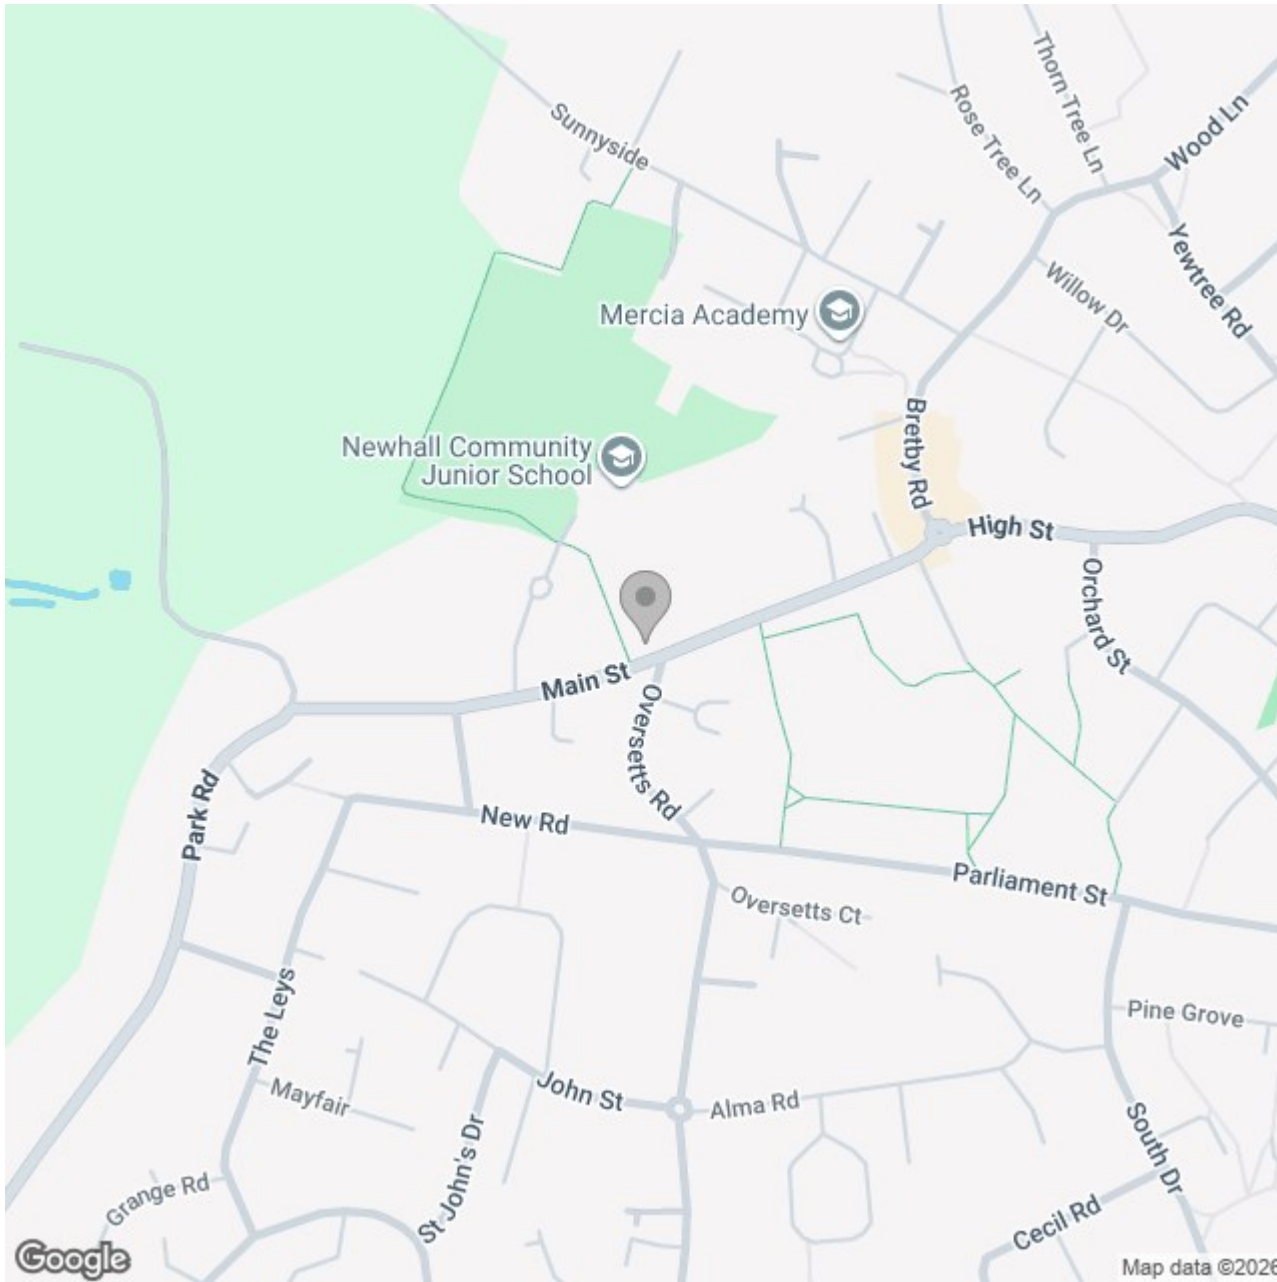 Thorn Tree Ln
Rose Tree Ln
Wood Ln
Sunnyside
Yewtree Rd
Willow Dr
Mercia Academy
Bretby Rd
Newhall Community
Junior School
High St
Orchard St
Main St
Oversetts Rd
Park Rd
New Rd
Parliament St
Oversetts Ct
The Leys
Pine Grove
Mayfair
John St
Alma Rd
St John's Dr
South Dr
Grange Rd
Cecil Rd
Google
Map data ©2026